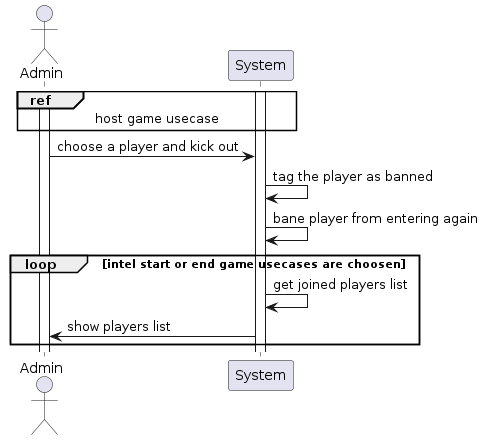 Admin
System
ref
host game usecase
choose a player and kick out
tag the player as banned
bane player from entering again
loop [intel start or end game usecases are choosen]
get joined players list
show players list
Admin
System